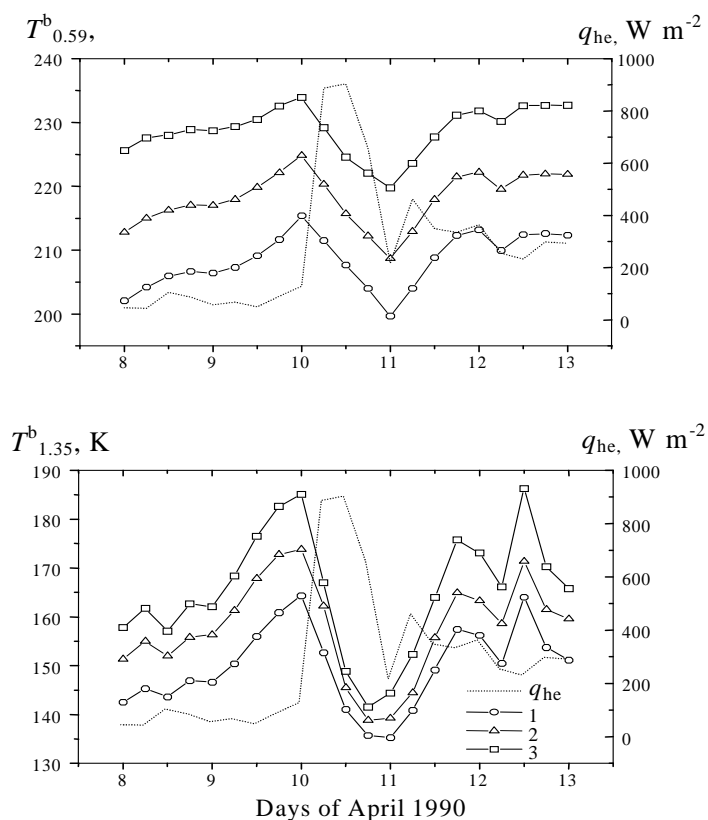 T^b_0.59, q_he, W m^-2
240 1000
230 800
220 600
210 400
200 200
0
8 9 10 11 12 13
T^b_1.35, K q_he, W m^-2
190 1000
180 800
170 600
160 400
150 200
140 0
130
q_he
1
2
3
8 9 10 11 12 13
Days of April 1990